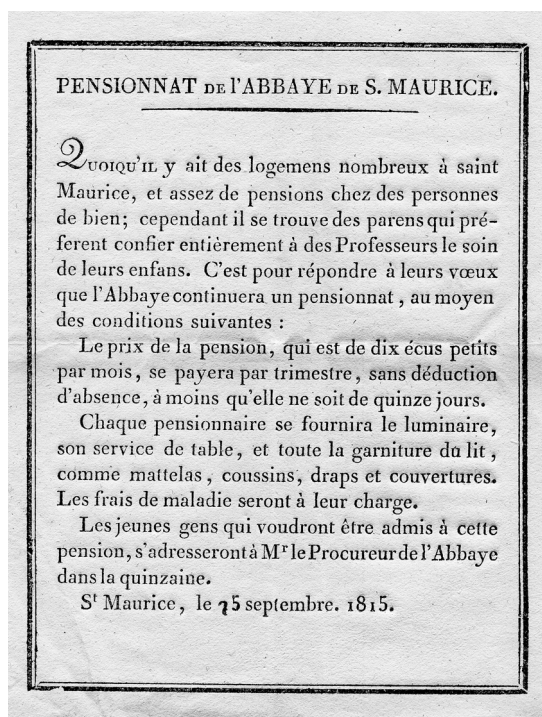 PENSIONNAT DE l'ABBAYE DE S. MAURICE.
QUOIQU'IL y ait des logemens nombreux à saint
Maurice, et assez de pensions chez des personnes
de bien; cependant il se trouve des parens qui pré-
ferent confier entièrement à des Professeurs le soin
de leurs enfans. C'est pour répondre à leurs vœux
que l'Abbaye continuera un pensionnat, au moyen
des conditions suivantes :
Le prix de la pension, qui est de dix écus petits
par mois, se payera par trimestre, sans déduction
d'absence, à moins qu'elle ne soit de quinze jours.
Chaque pensionnaire se fournira le luminaire,
son service de table, et toute la garniture du lit,
comme mattelas, coussins, draps et couvertures.
Les frais de maladie seront à leur charge.
Les jeunes gens qui voudront être admis à cette
pension, s'adresseront à Mr le Procureur de l'Abbaye
dans la quinzaine.
St Maurice, le septembre. 1815.